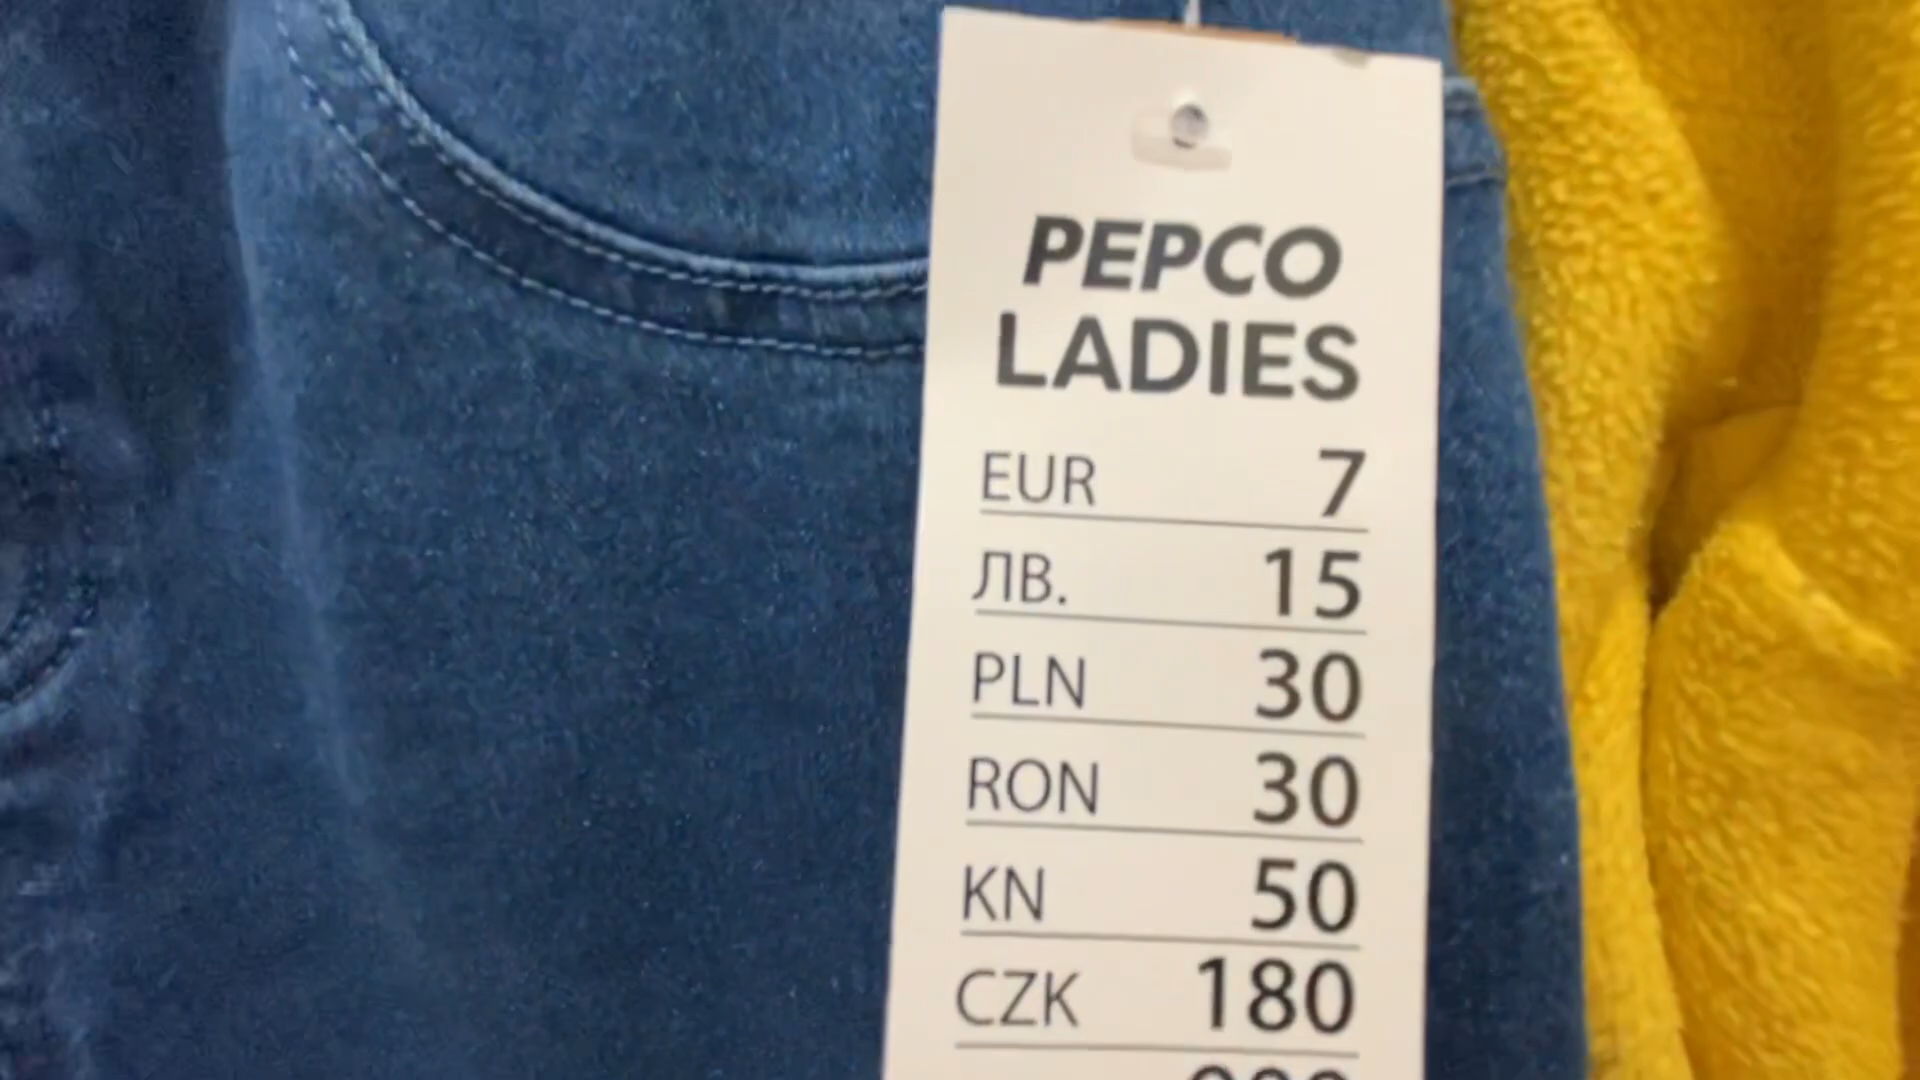 PEPCO
LADIES
EUR 7
ЛВ. 15
PLN 30
RON 30
KN 50
CZK 180